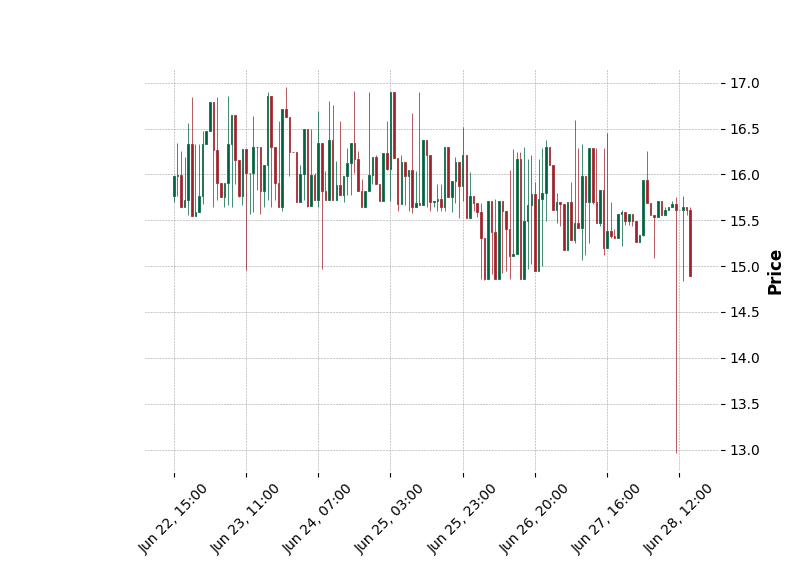 17.0
16.5
16.0
15.5
15.0
14.5
14.0
13.5
13.0
Price
Jun 22, 15:00
Jun 23, 11:00
Jun 24, 07:00
Jun 25, 03:00
Jun 25, 23:00
Jun 26, 20:00
Jun 27, 16:00
Jun 28, 12:00